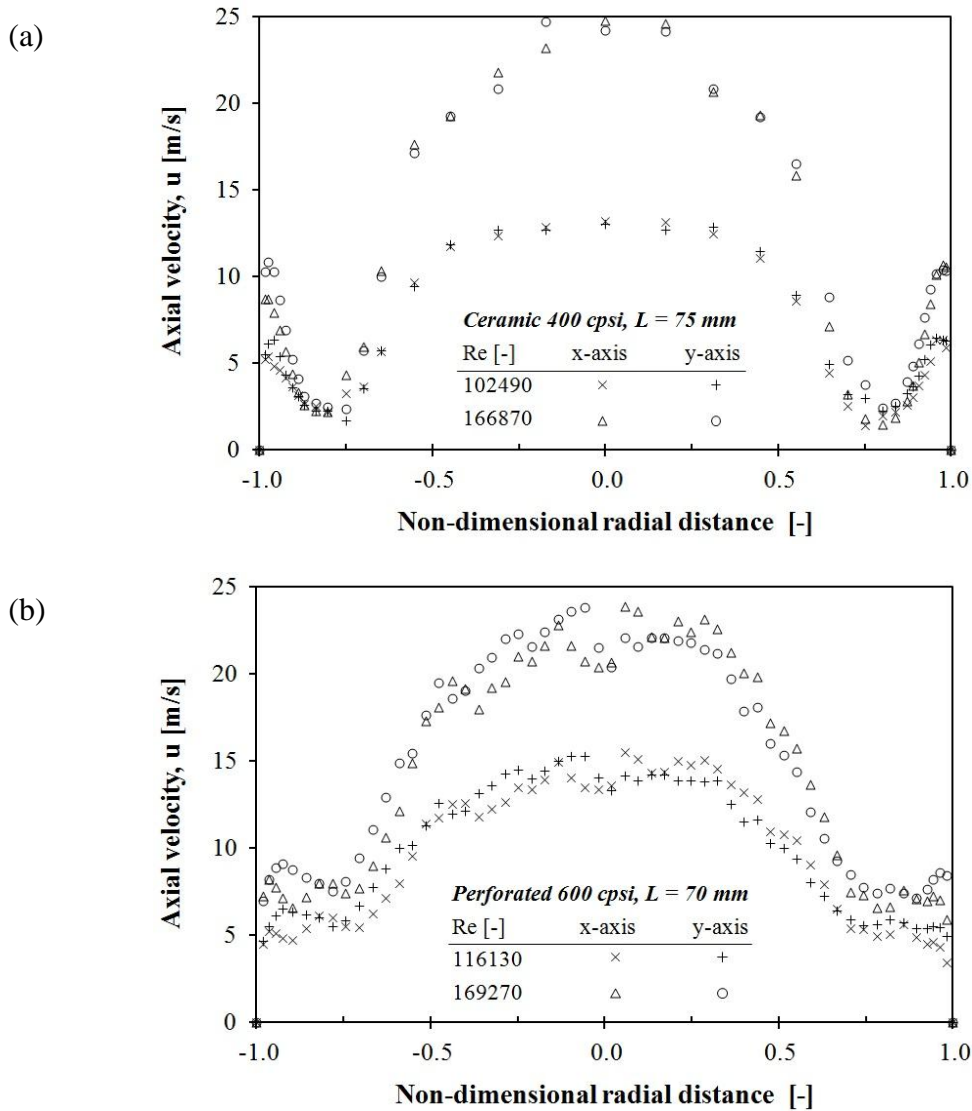 (a)
Axial velocity, u [m/s]
25
20
15
10
5
0
Ceramic 400 cpsi, L = 75 mm
Re [-] x-axis y-axis
102490 × +
166870 △ ○
-1.0 -0.5 0.0 0.5 1.0
Non-dimensional radial distance [-]
(b)
Axial velocity, u [m/s]
25
20
15
10
5
0
Perforated 600 cpsi, L = 70 mm
Re [-] x-axis y-axis
116130 × +
169270 △ ○
-1.0 -0.5 0.0 0.5 1.0
Non-dimensional radial distance [-]